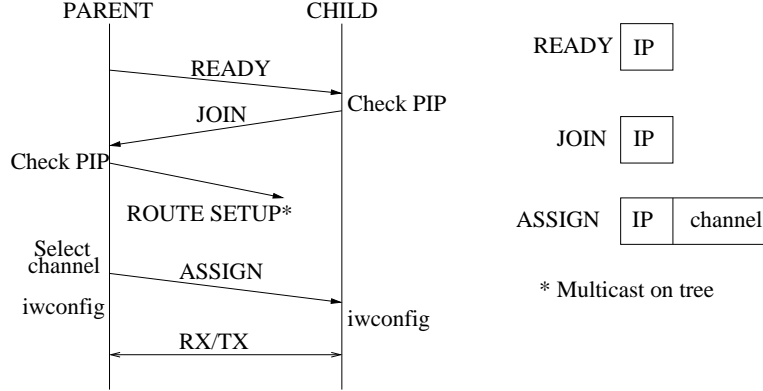 PARENT
CHILD
READY
Check PIP
JOIN
Check PIP
ROUTE SETUP*
Select
channel
ASSIGN
iwconfig
iwconfig
RX/TX
READY IP
JOIN IP
ASSIGN IP channel
* Multicast on tree